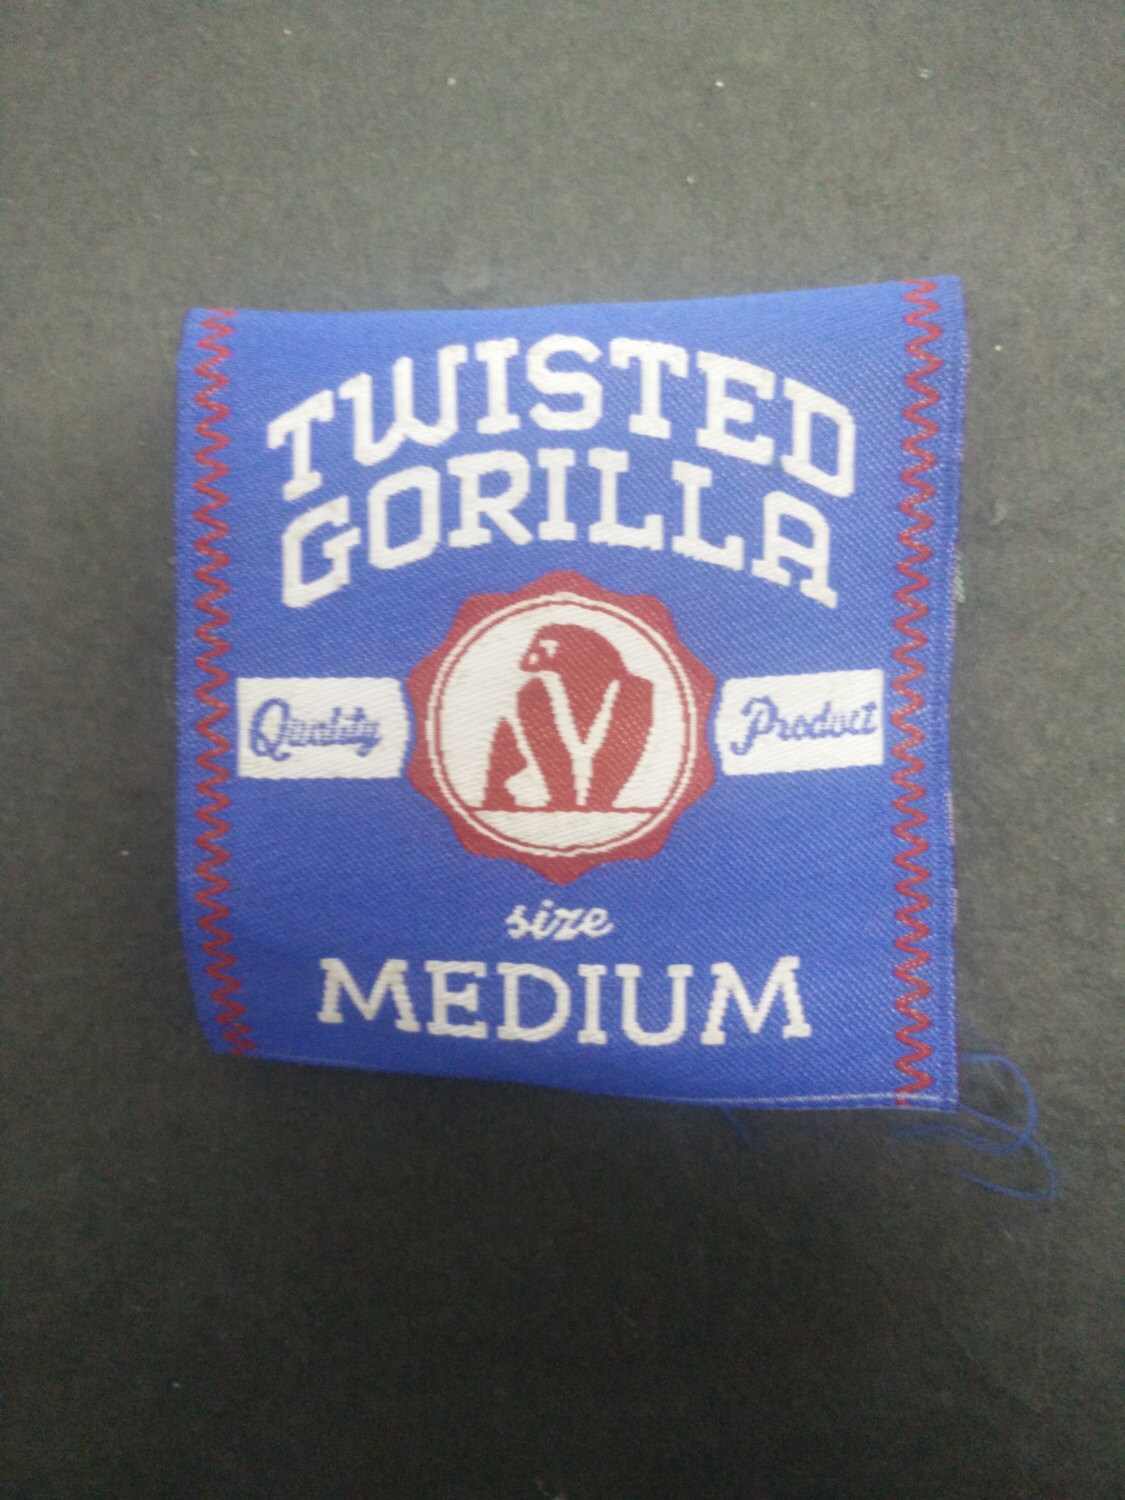 TWISTED
GORILLA
Quality Product
size
MEDIUM